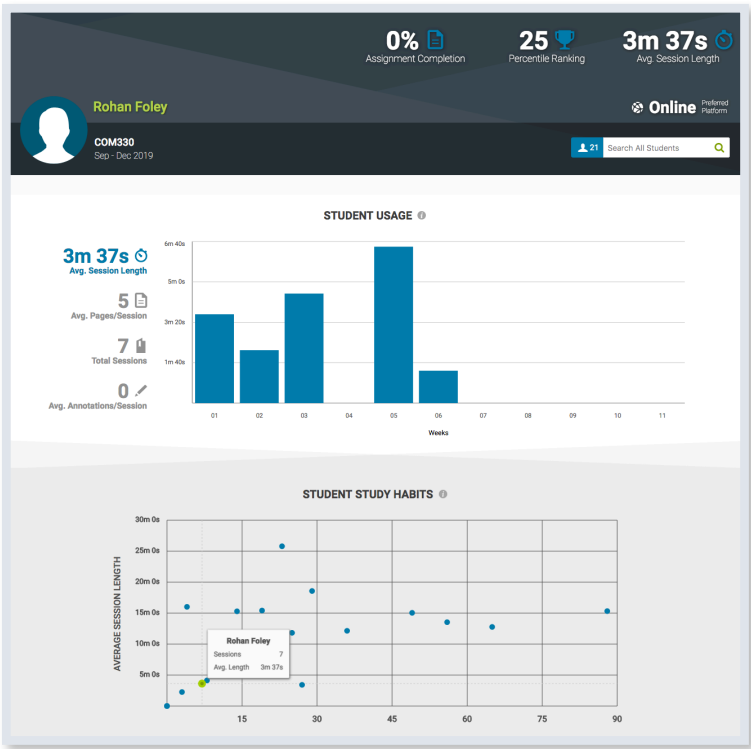 0%
Assignment Completion
25
Percentile Ranking
3m 37s
Avg. Session Length
Rohan Foley
Online Preferred Platform
COM330
Sep - Dec 2019
21 Search All Students
STUDENT USAGE
3m 37s
Avg. Session Length
5
Avg. Pages/Session
7
Total Sessions
0
Avg. Annotations/Session
6m 40s
5m 0s
3m 20s
1m 40s
01 02 03 04 05 06 07 08 09 10 11
Weeks
STUDENT STUDY HABITS
AVERAGE SESSION LENGTH
30m 0s
25m 0s
20m 0s
15m 0s
10m 0s
5m 0s
Rohan Foley
Sessions 7
Avg. Length 3m 37s
15 30 45 60 75 90